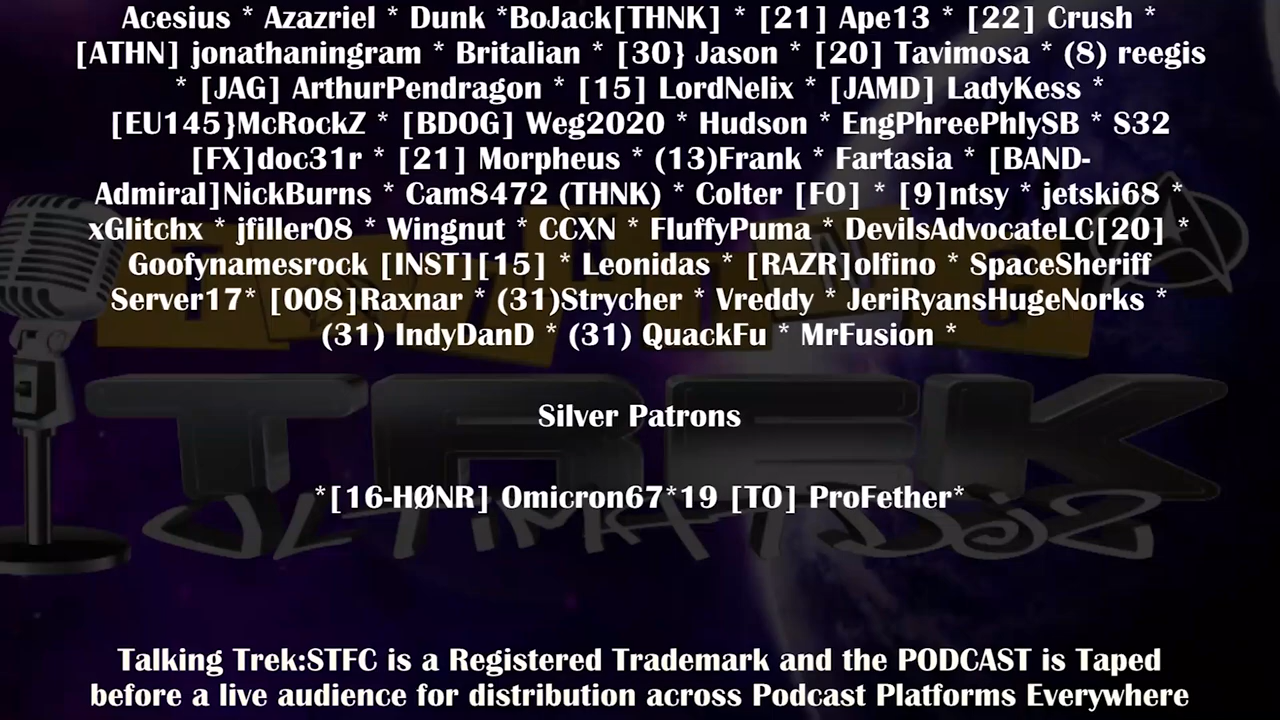 Acesius * Azazriel * Dunk *BoJack[THNK] * [21] Ape13 * [22] Crush *
[ATHN] jonathaningram * Britalian * [30} Jason * [20] Tavimosa * (8) reegis
* [JAG] ArthurPendragon * [15] LordNelix * [JAMD] LadyKess *
[EU145}McRockZ * [BDOG] Weg2020 * Hudson * EngPhreePhlySB * S32
[FX]doc31r * [21] Morpheus * (13)Frank * Fartasia * [BAND-
Admiral]NickBurns * Cam8472 (THNK) * Colter [FO] * [9]ntsy * jetski68 *
xGlitchx * jfiller08 * Wingnut * CCXN * FluffyPuma * DevilsAdvocateLC[20] *
Goofynamesrock [INST][15] * Leonidas * [RAZR]olfino * SpaceSheriff
Server17* [008]Raxnar * (31)Strycher * Vreddy * JeriRyansHugeNorks *
(31) IndyDanD * (31) QuackFu * MrFusion *
TREK
Silver Patrons
*[16-HØNR] Omicron67*19 [TO] ProFether*
Talking Trek:STFC is a Registered Trademark and the PODCAST is Taped
before a live audience for distribution across Podcast Platforms Everywhere